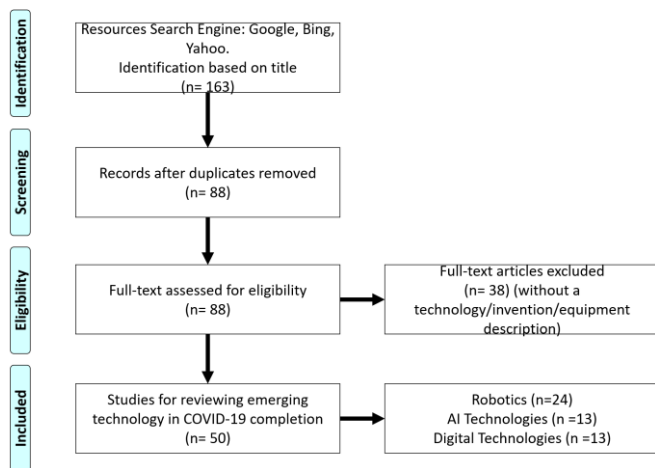 Identification
Resources Search Engine: Google, Bing,
Yahoo.
Identification based on title
(n= 163)
Screening
Records after duplicates removed
(n= 88)
Eligibility
Full-text assessed for eligibility
(n= 88)
Full-text articles excluded
(n= 38) (without a
technology/invention/equipment
description)
Included
Studies for reviewing emerging
technology in COVID-19 completion
(n= 50)
Robotics (n=24)
AI Technologies (n =13)
Digital Technologies (n =13)